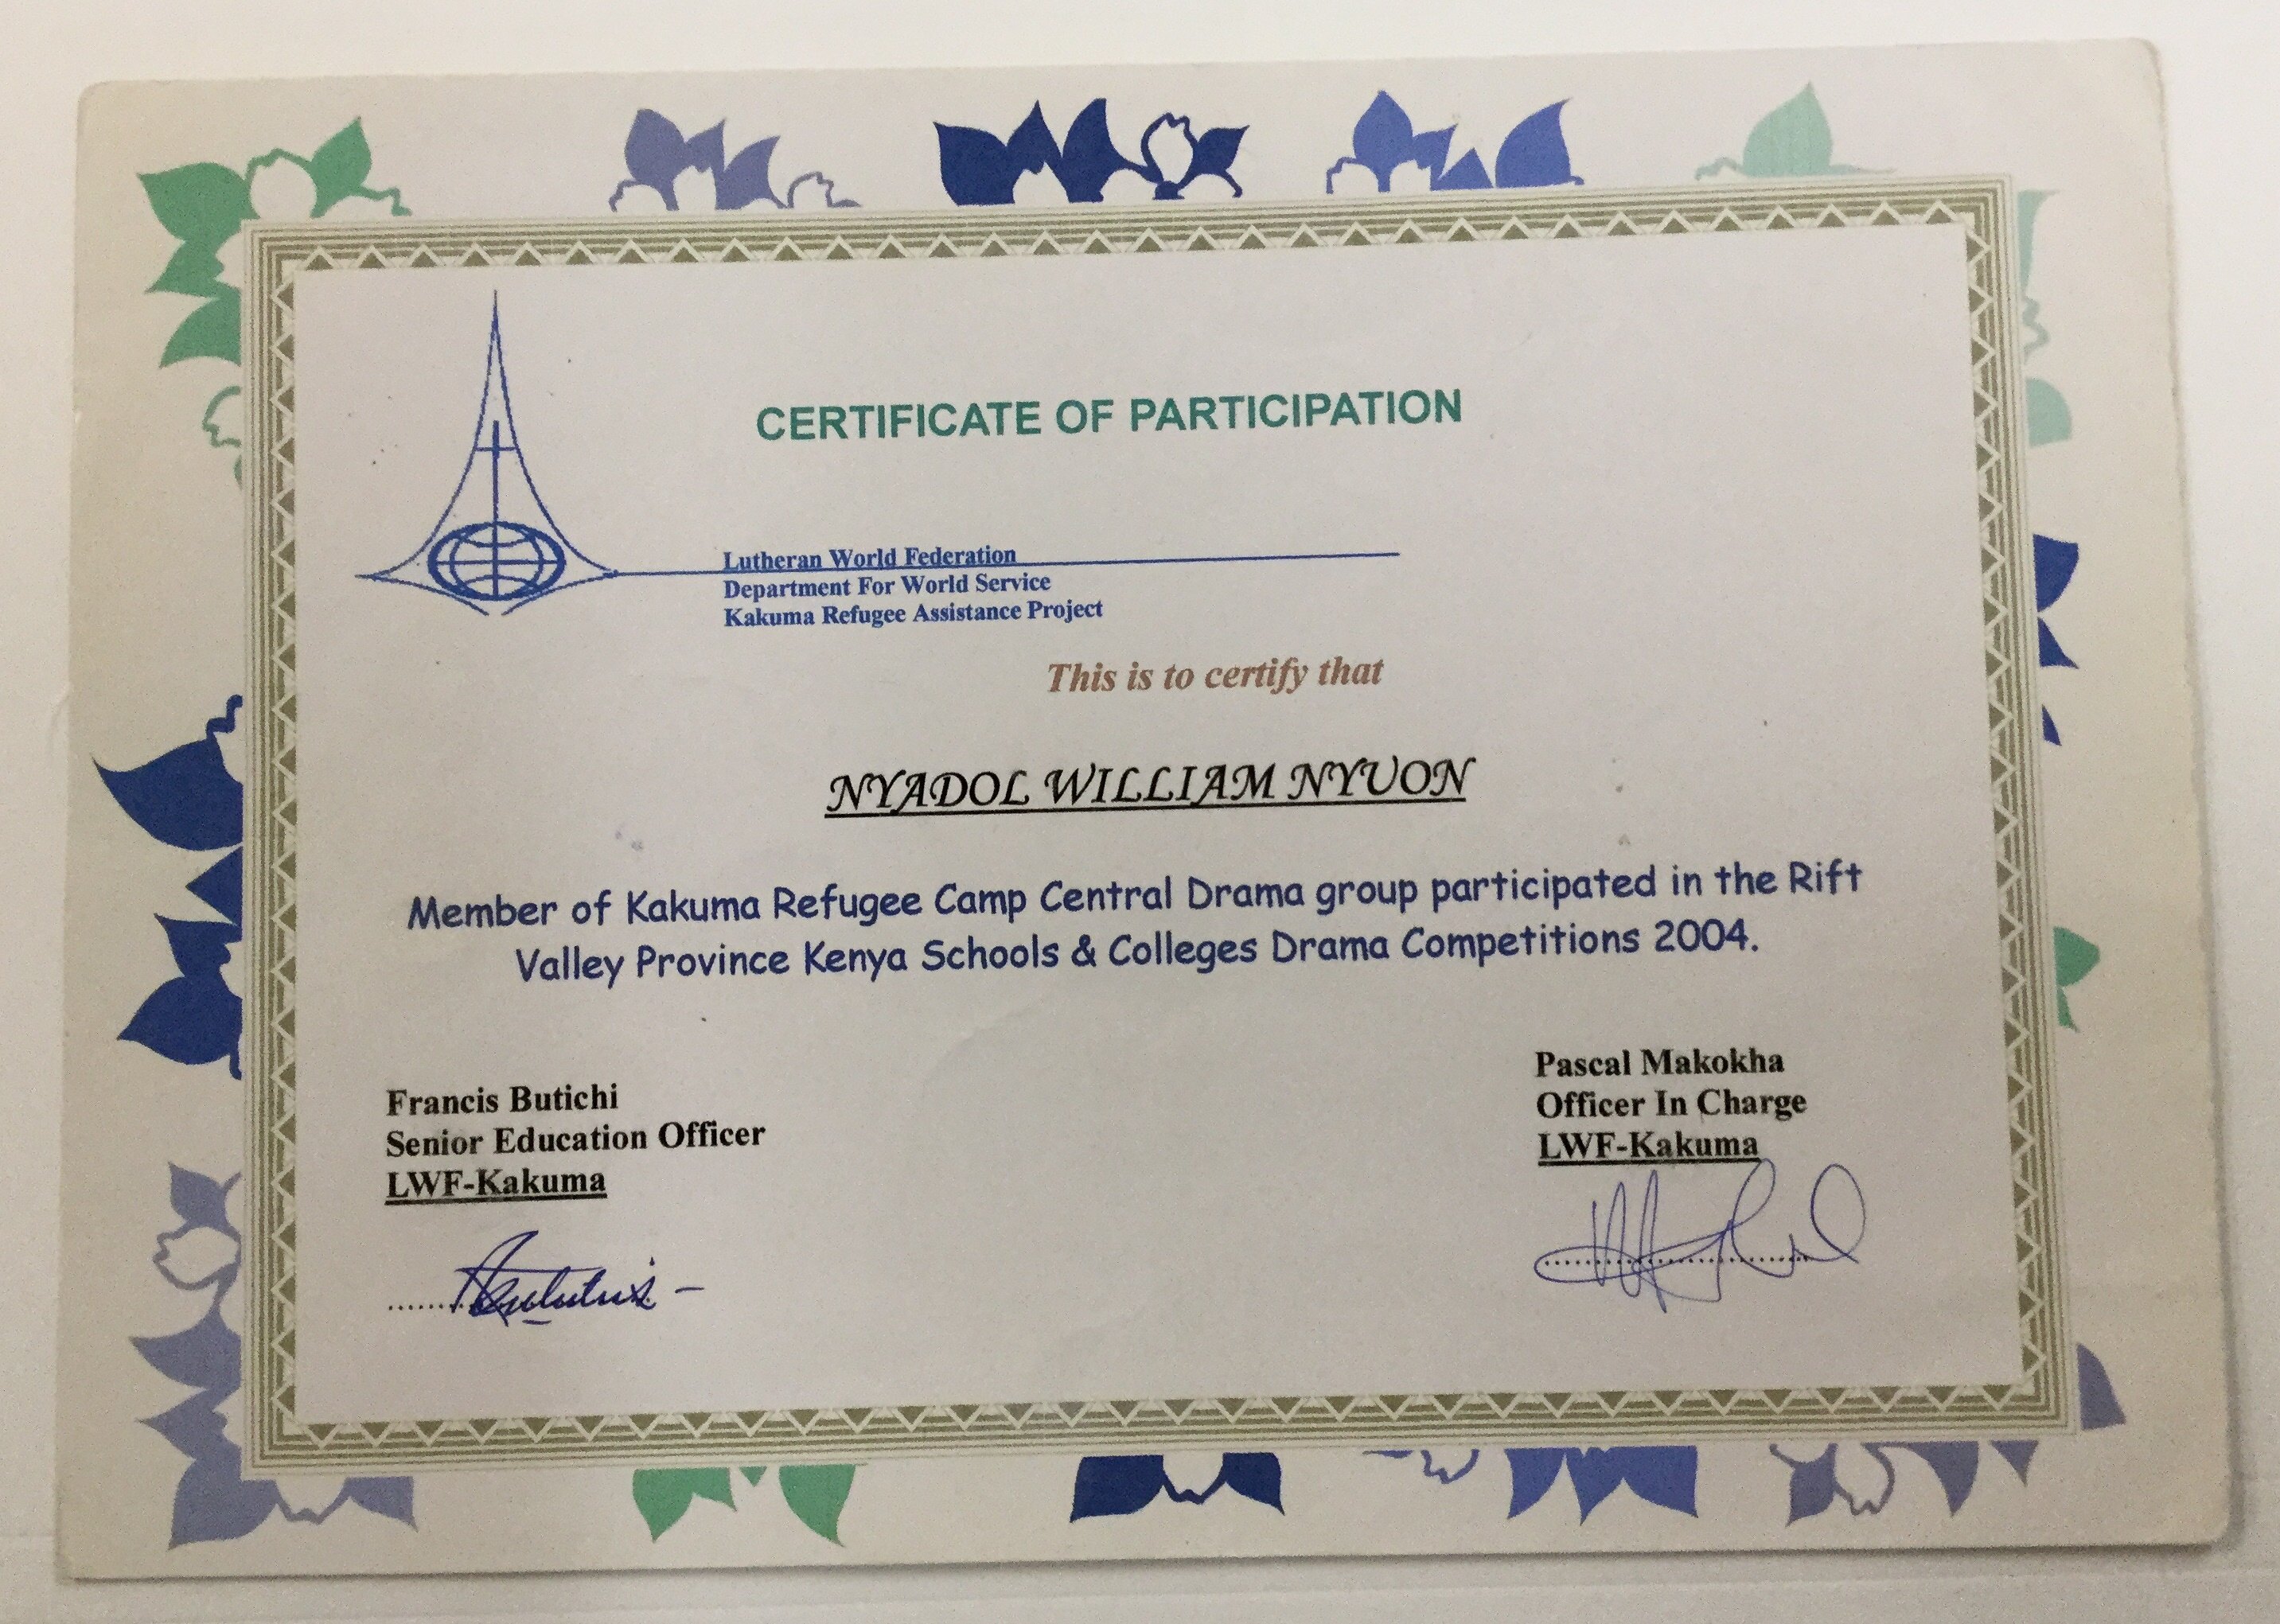 CERTIFICATE OF PARTICIPATION
Lutheran World Federation
Department For World Service
Kakuma Refugee Assistance Project
This is to certify that
NYADOL WILLIAM NYUON
Member of Kakuma Refugee Camp Central Drama group participated in the Rift
Valley Province Kenya Schools & Colleges Drama Competitions 2004.
Francis Butichi
Senior Education Officer
LWF-Kakuma
Pascal Makokha
Officer In Charge
LWF-Kakuma